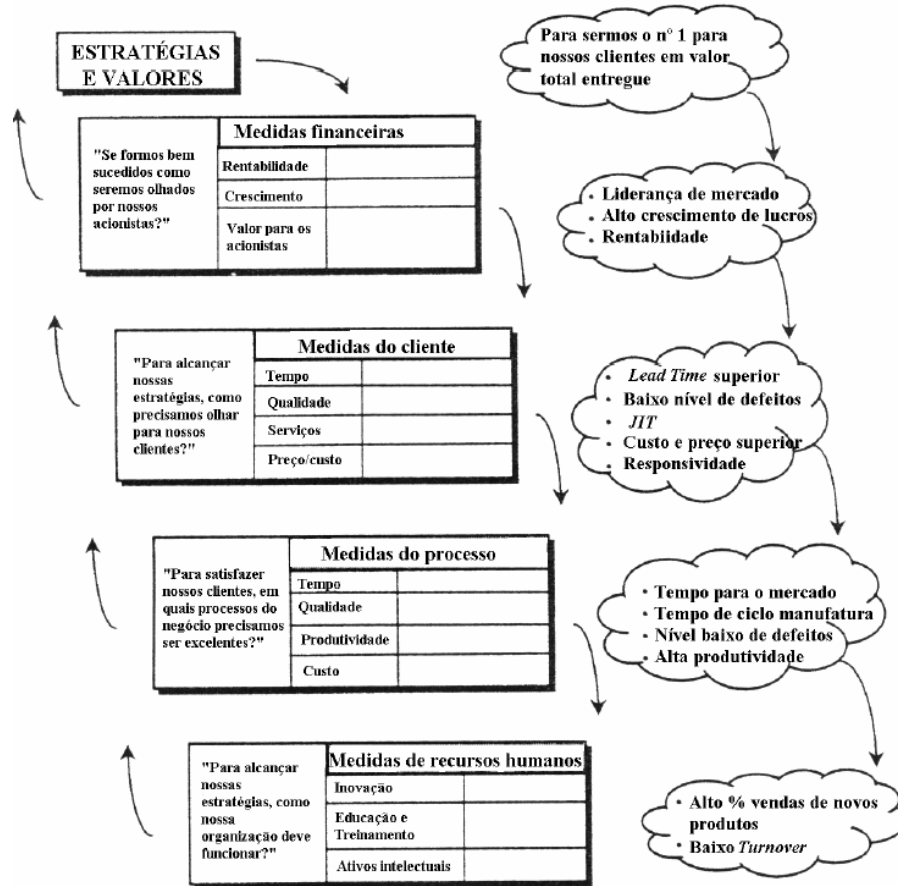 ESTRATÉGIAS
E VALORES
Para sermos o nº 1 para
nossos clientes em valor
total entregue
"Se formos bem
sucedidos como
seremos olhados
por nossos
acionistas?"
Medidas financeiras
Rentabilidade
Crescimento
Valor para os
acionistas
• Liderança de mercado
• Alto crescimento de lucros
• Rentabiidade
"Para alcançar
nossas
estratégias, como
precisamos olhar
para nossos
clientes?"
Medidas do cliente
Tempo
Qualidade
Serviços
Preço/custo
• Lead Time superior
• Baixo nível de defeitos
• JIT
• Custo e preço superior
• Responsividade
"Para satisfazer
nossos clientes, em
quais processos do
negócio precisamos
ser excelentes?"
Medidas do processo
Tempo
Qualidade
Produtividade
Custo
• Tempo para o mercado
• Tempo de ciclo manufatura
• Nível baixo de defeitos
• Alta produtividade
"Para alcançar
nossas
estratégias, como
nossa
organização deve
funcionar?"
Medidas de recursos humanos
Inovação
Educação e
Treinamento
Ativos intelectuais
• Alto % vendas de novos
produtos
• Baixo Turnover